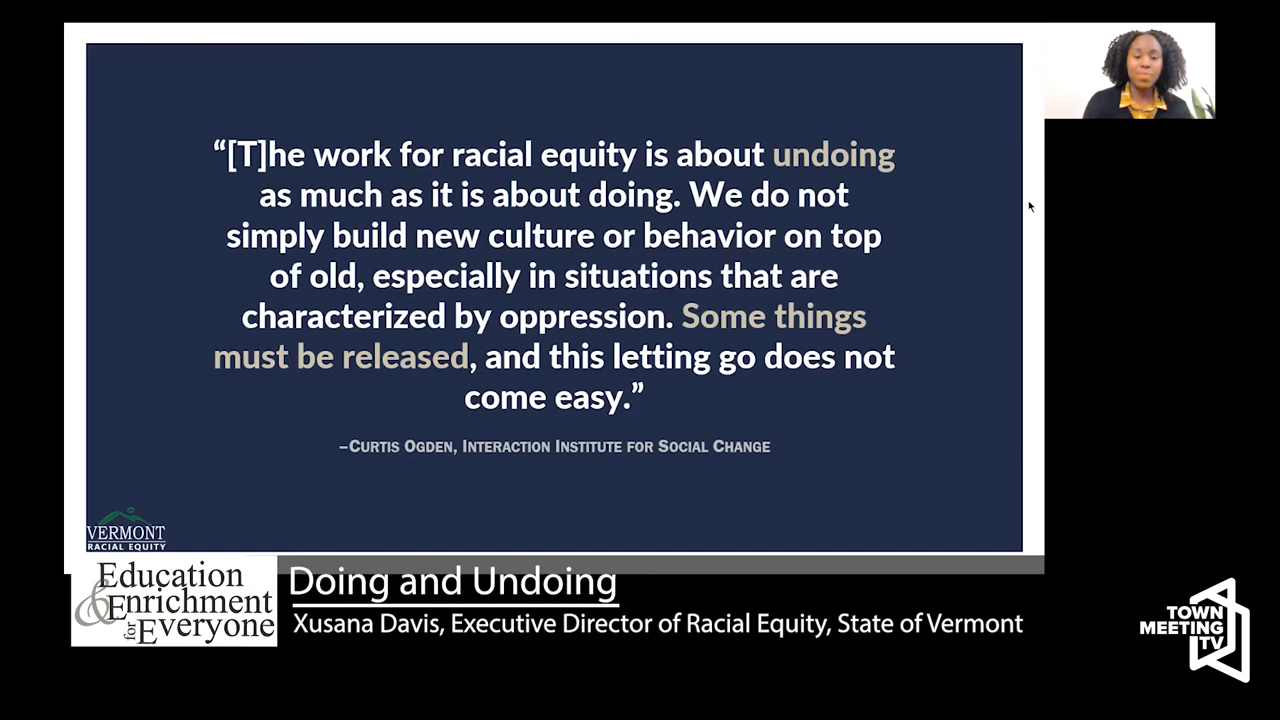 “[T]he work for racial equity is about undoing
as much as it is about doing. We do not
simply build new culture or behavior on top
of old, especially in situations that are
characterized by oppression. Some things
must be released, and this letting go does not
come easy.”
–Curtis Ogden, Interaction Institute for Social Change
VERMONT
RACIAL EQUITY
Education
& Enrichment
for Everyone
Doing and Undoing
Xusana Davis, Executive Director of Racial Equity, State of Vermont
TOWN
MEETING
TV